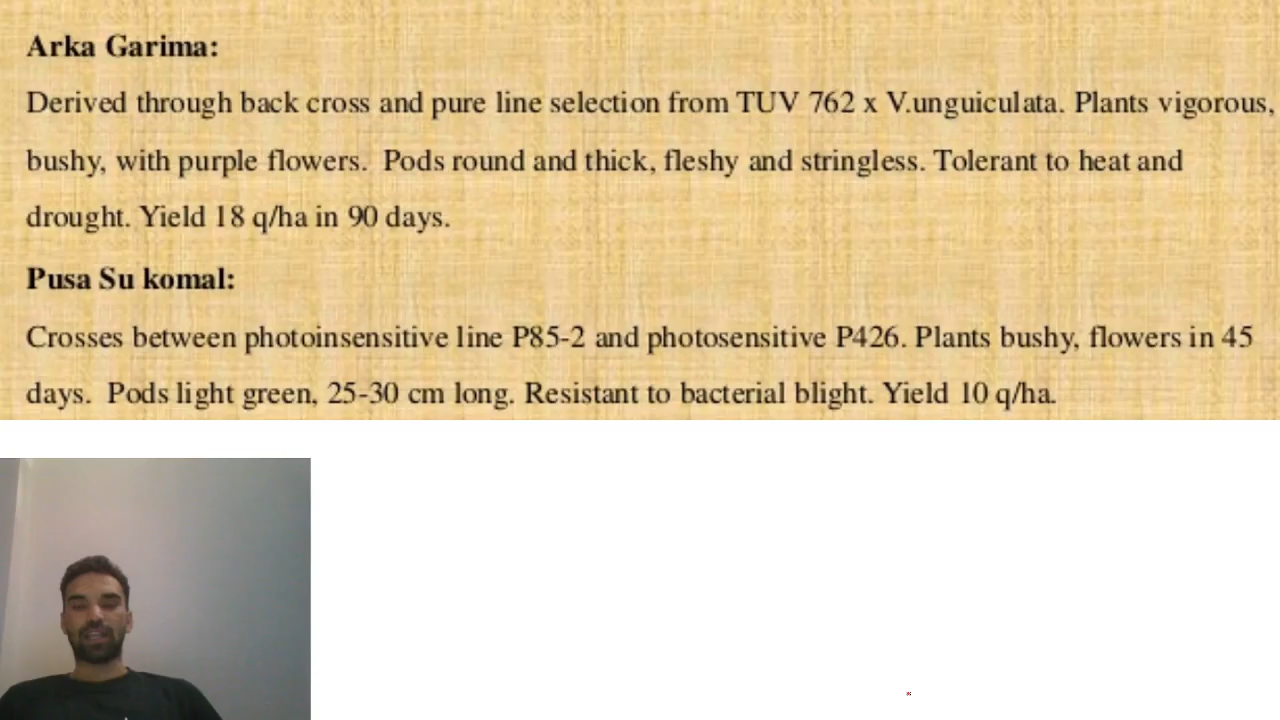 Arka Garima:
Derived through back cross and pure line selection from TUV 762 x V.unguiculata. Plants vigorous,
bushy, with purple flowers. Pods round and thick, fleshy and stringless. Tolerant to heat and
drought. Yield 18 q/ha in 90 days.
Pusa Su komal:
Crosses between photoinsensitive line P85-2 and photosensitive P426. Plants bushy, flowers in 45
days. Pods light green, 25-30 cm long. Resistant to bacterial blight. Yield 10 q/ha.